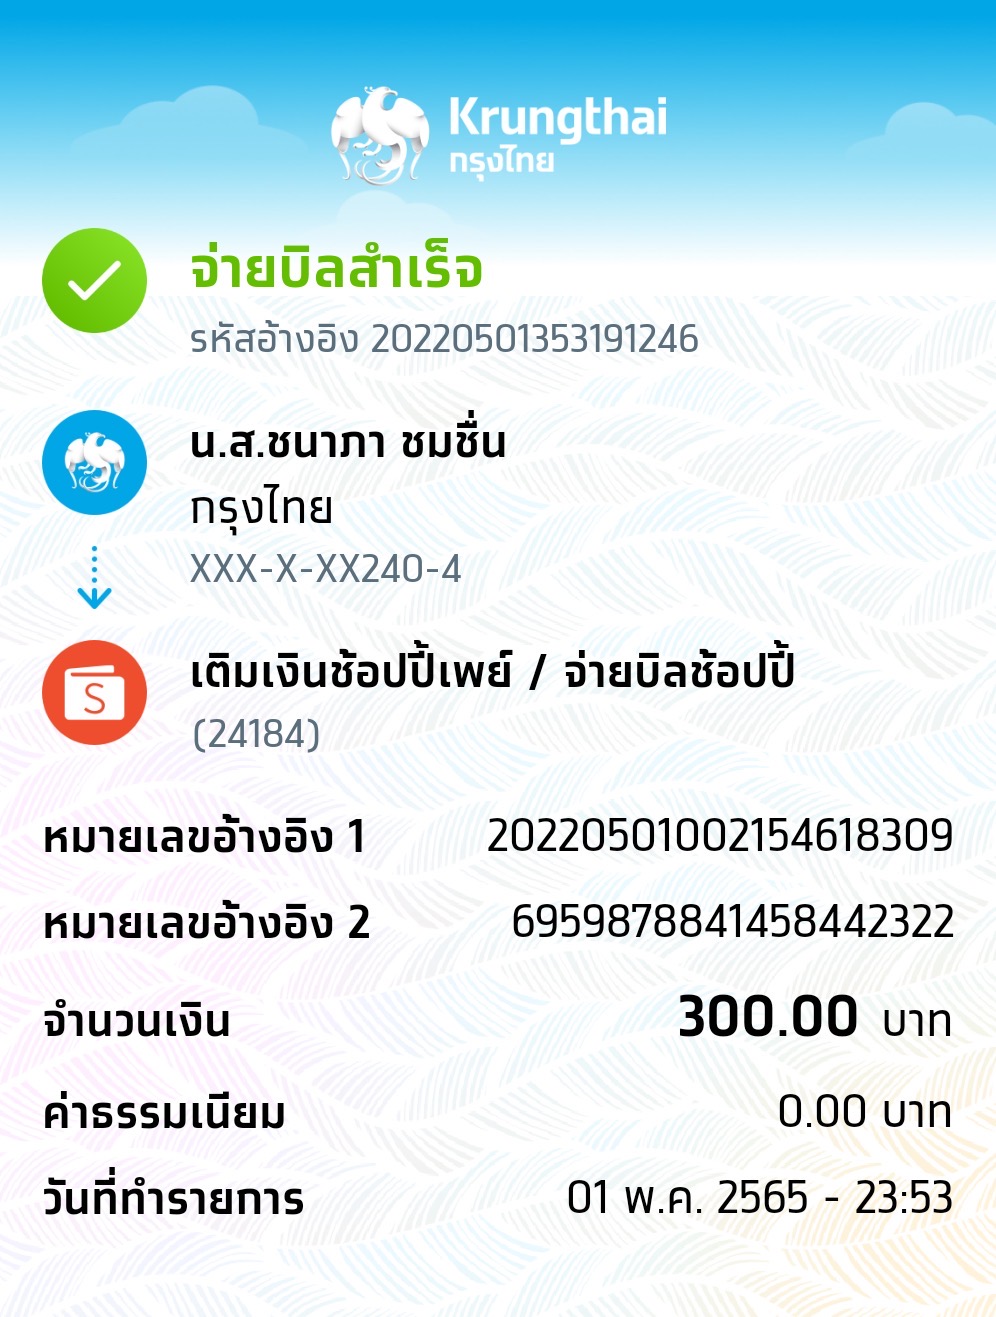 Krungthai
กรุงไทย
จ่ายบิลสำเร็จ
รหัสอ้างอิง 20220501353191246
น.ส.ชนาภา ชมชื่น
กรุงไทย
XXX-X-XX240-4
เติมเงินช้อปปี้เพย์ / จ่ายบิลช้อปปี้
S
(24184)
หมายเลขอ้างอิง 1 20220501002154618309
หมายเลขอ้างอิง 2 6959878841458442322
จำนวนเงิน 300.00 บาท
ค่าธรรมเนียม 0.00 บาท
วันที่ทำรายการ 01 พ.ค. 2565 - 23:53